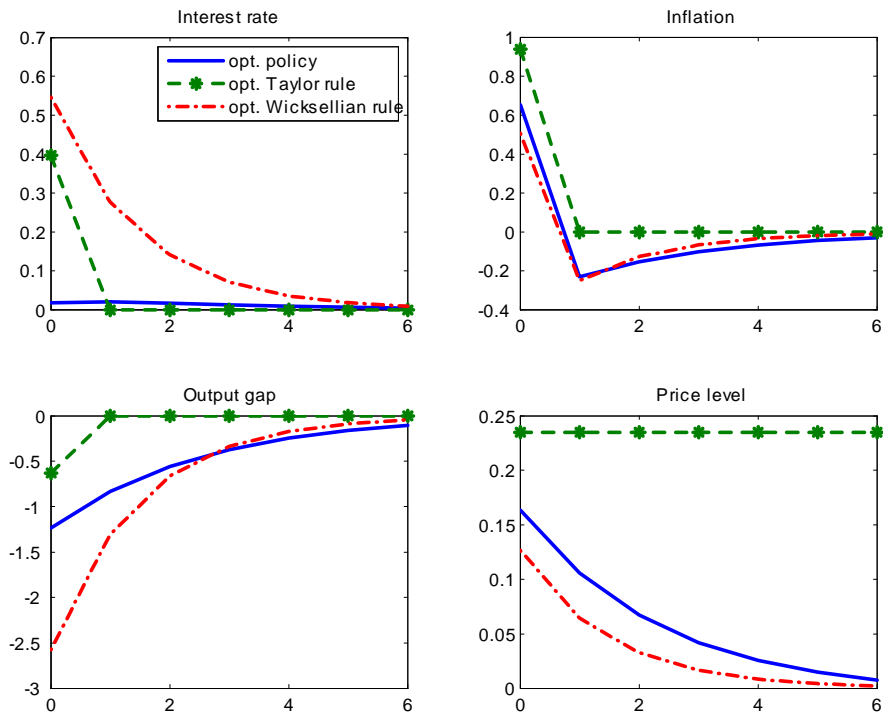 Interest rate
0.7
0.6
0.5
0.4
0.3
0.2
0.1
0
0 2 4 6
opt. policy
opt. Taylor rule
opt. Wicksellian rule
Inflation
1
0.8
0.6
0.4
0.2
0
-0.2
-0.4
0 2 4 6
Output gap
0
-0.5
-1
-1.5
-2
-2.5
-3
0 2 4 6
Price level
0.25
0.2
0.15
0.1
0.05
0
0 2 4 6